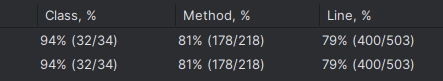 Class, % Method, % Line, %
94% (32/34) 81% (178/218) 79% (400/503)
94% (32/34) 81% (178/218) 79% (400/503)